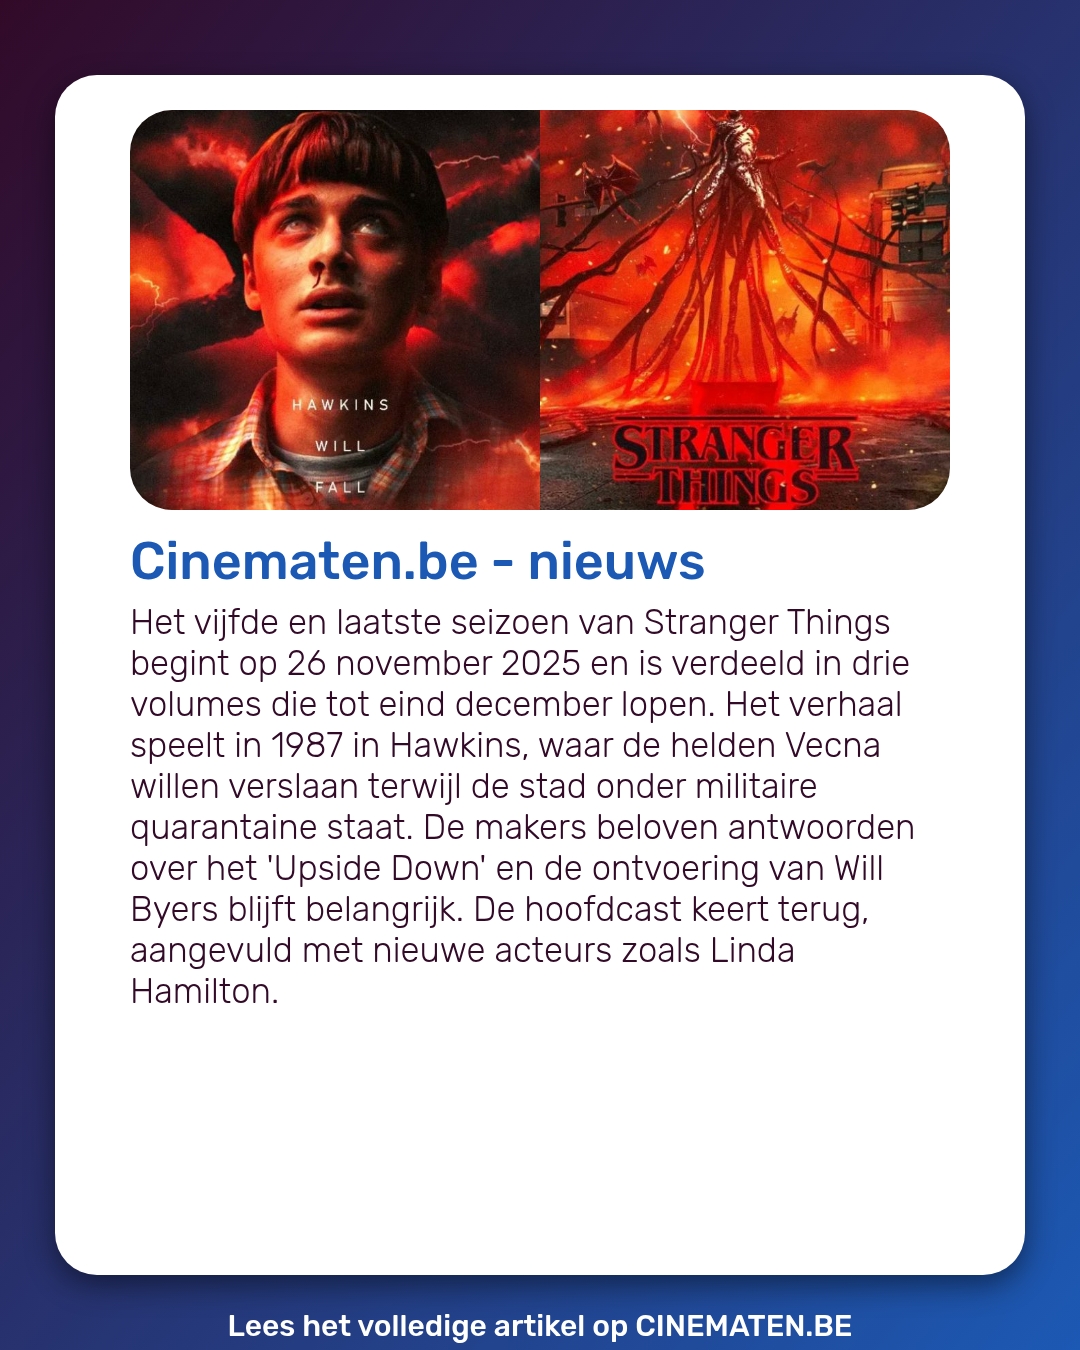 HAWKINS
WILL
FALL
STRANGER
THINGS
Cinematen.be - nieuws
Het vijfde en laatste seizoen van Stranger Things
begint op 26 november 2025 en is verdeeld in drie
volumes die tot eind december lopen. Het verhaal
speelt in 1987 in Hawkins, waar de helden Vecna
willen verslaan terwijl de stad onder militaire
quarantaine staat. De makers beloven antwoorden
over het 'Upside Down' en de ontvoering van Will
Byers blijft belangrijk. De hoofdcast keert terug,
aangevuld met nieuwe acteurs zoals Linda
Hamilton.
Lees het volledige artikel op CINEMATEN.BE